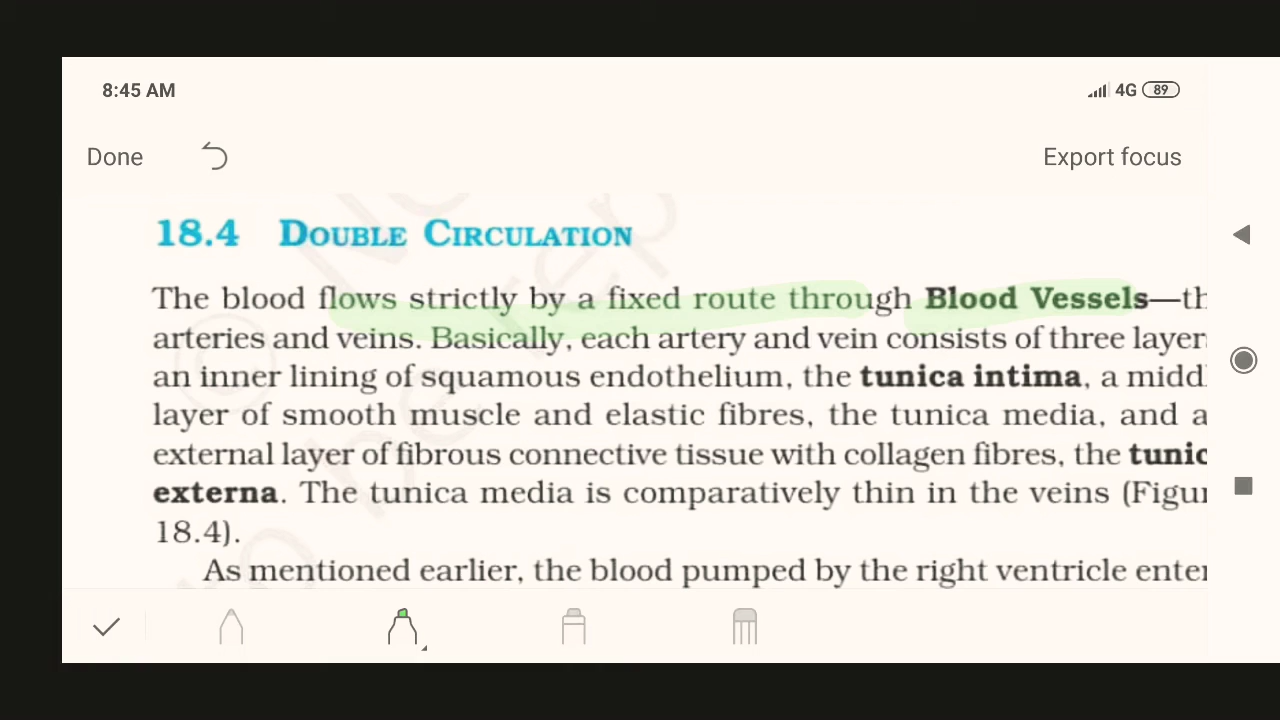 8:45 AM 4G 89
Done Export focus
18.4 DOUBLE CIRCULATION
The blood flows strictly by a fixed route through Blood Vessels—th
arteries and veins. Basically, each artery and vein consists of three layer
an inner lining of squamous endothelium, the tunica intima, a midd
layer of smooth muscle and elastic fibres, the tunica media, and a
external layer of fibrous connective tissue with collagen fibres, the tunic
externa. The tunica media is comparatively thin in the veins (Figur
18.4).
As mentioned earlier, the blood pumped by the right ventricle enter